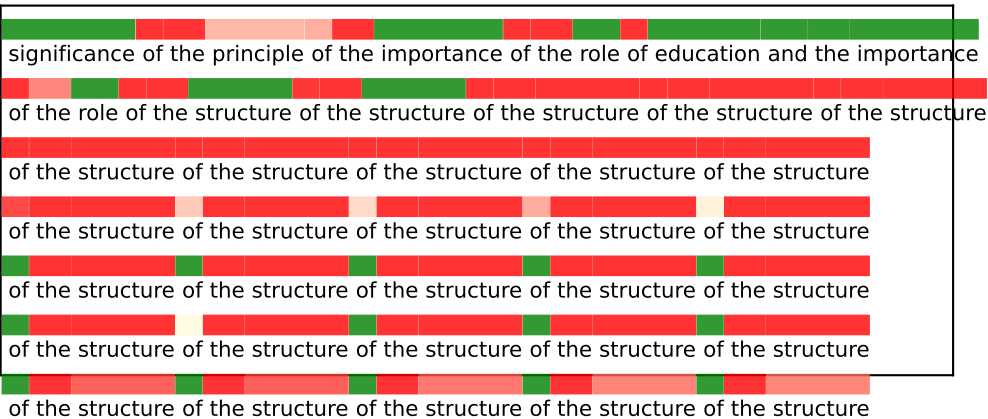 significance of the principle of the importance of the role of education and the importance
of the role of the structure of the structure of the structure of the structure of the structure
of the structure of the structure of the structure of the structure of the structure
of the structure of the structure of the structure of the structure of the structure
of the structure of the structure of the structure of the structure of the structure
of the structure of the structure of the structure of the structure of the structure
of the structure of the structure of the structure of the structure of the structure